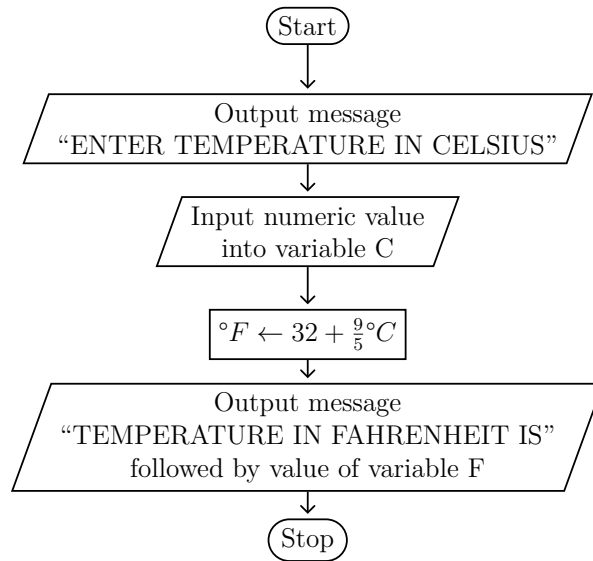 Start
Output message
“ENTER TEMPERATURE IN CELSIUS”
Input numeric value
into variable C
°F ← 32 + 9/5°C
Output message
“TEMPERATURE IN FAHRENHEIT IS”
followed by value of variable F
Stop